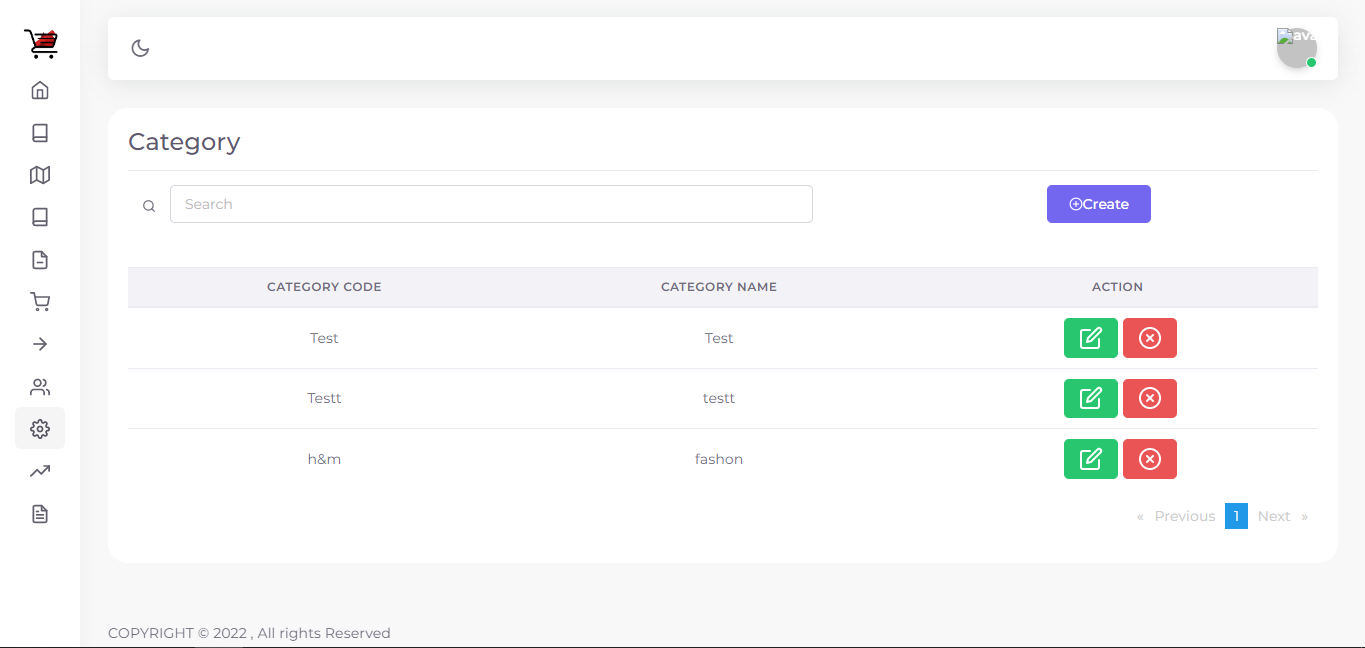 ava
Category
Search
Create
CATEGORY CODE CATEGORY NAME ACTION
Test Test
Testt testt
h&m fashon
« Previous 1 Next »
COPYRIGHT © 2022 , All rights Reserved